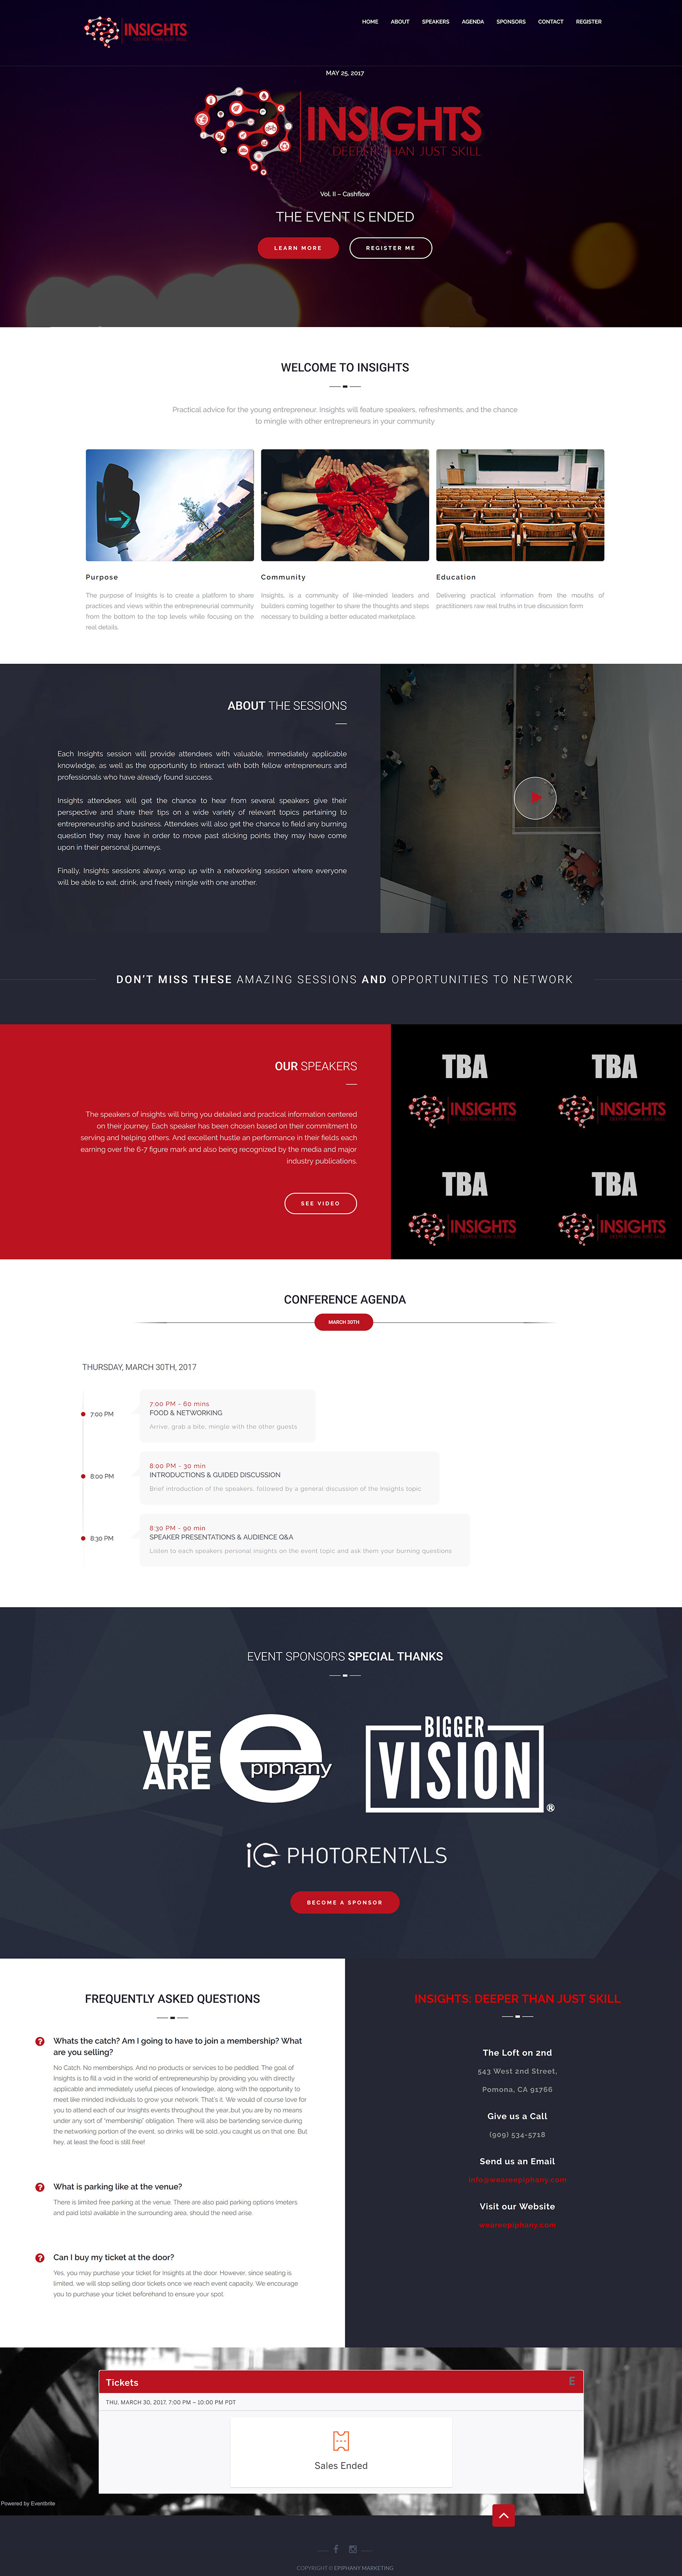 INSIGHTS
DEEPER THAN JUST SKILL
HOME ABOUT SPEAKERS AGENDA SPONSORS CONTACT REGISTER
MAY 25, 2017
INSIGHTS
DEEPER THAN JUST SKILL
Vol. II – Cashflow
THE EVENT IS ENDED
LEARN MORE REGISTER ME
WELCOME TO INSIGHTS
Practical advice for the young entrepreneur. Insights will feature speakers, refreshments, and the chance
to mingle with other entrepreneurs in your community
Purpose
The purpose of Insights is to create a platform to share
practices and views within the entrepreneurial community
from the bottom to the top levels while focusing on the
real details.
Community
Insights, is a community of like-minded leaders and
builders coming together to share the thoughts and steps
necessary to building a better educated marketplace.
Education
Delivering practical information from the mouths of
practitioners raw real truths in true discussion form
ABOUT THE SESSIONS
Each Insights session will provide attendees with valuable, immediately applicable
knowledge, as well as the opportunity to interact with both fellow entrepreneurs and
professionals who have already found success.
Insights attendees will get the chance to hear from several speakers give their
perspective and share their tips on a wide variety of relevant topics pertaining to
entrepreneurship and business. Attendees will also get the chance to field any burning
question they may have in order to move past sticking points they may have come
upon in their personal journeys.
Finally, Insights sessions always wrap up with a networking session where everyone
will be able to eat, drink, and freely mingle with one another.
DON'T MISS THESE AMAZING SESSIONS AND OPPORTUNITIES TO NETWORK
OUR SPEAKERS
The speakers of insights will bring you detailed and practical information centered
on their journey. Each speaker has been chosen based on their commitment to
serving and helping others. And excellent hustle an performance in their fields each
earning over the 6-7 figure mark and also being recognized by the media and major
industry publications.
SEE VIDEO
TBA TBA
INSIGHTS INSIGHTS
DEEPER THAN JUST SKILL DEEPER THAN JUST SKILL
TBA TBA
INSIGHTS INSIGHTS
DEEPER THAN JUST SKILL DEEPER THAN JUST SKILL
CONFERENCE AGENDA
MARCH 30TH
THURSDAY, MARCH 30TH, 2017
7:00 PM
7:00 PM - 60 mins
FOOD & NETWORKING
Arrive, grab a bite, mingle with the other guests
8:00 PM
8:00 PM - 30 min
INTRODUCTIONS & GUIDED DISCUSSION
Brief introduction of the speakers, followed by a general discussion of the Insights topic
8:30 PM
8:30 PM - 90 min
SPEAKER PRESENTATIONS & AUDIENCE Q&A
Listen to each speakers personal insights on the event topic and ask them your burning questions
EVENT SPONSORS SPECIAL THANKS
WE ARE epiphany
BIGGER VISION ®
PHOTORENTALS
BECOME A SPONSOR
FREQUENTLY ASKED QUESTIONS
Whats the catch? Am I going to have to join a membership? What
are you selling?
No Catch. No memberships. And no products or services to be peddled. The goal of
Insights is to fill a void in the world of entrepreneurship by providing you with directly
applicable and immediately useful pieces of knowledge, along with the opportunity to
meet like minded individuals to grow your network. That's it. We would of course love for
you to attend each of our Insights events throughout the year..but you are by no means
under any sort of "membership" obligation. There will also be bartending service during
the networking portion of the event, so drinks will be sold..you caught us on that one. But
hey, at least the food is still free!
What is parking like at the venue?
There is limited free parking at the venue. There are also paid parking options (meters
and paid lots) available in the surrounding area, should the need arise.
Can I buy my ticket at the door?
Yes, you may purchase your ticket for Insights at the door. However, since seating is
limited, we will stop selling door tickets once we reach event capacity. We encourage
you to purchase your ticket beforehand to ensure your spot.
INSIGHTS: DEEPER THAN JUST SKILL
The Loft on 2nd
543 West 2nd Street,
Pomona, CA 91766
Give us a Call
(909) 534-5718
Send us an Email
info@weareepiphany.com
Visit our Website
weareepiphany.com
Tickets E
THU, MARCH 30, 2017, 7:00 PM – 10:00 PM PDT
Sales Ended
Powered by Eventbrite
COPYRIGHT © EPIPHANY MARKETING